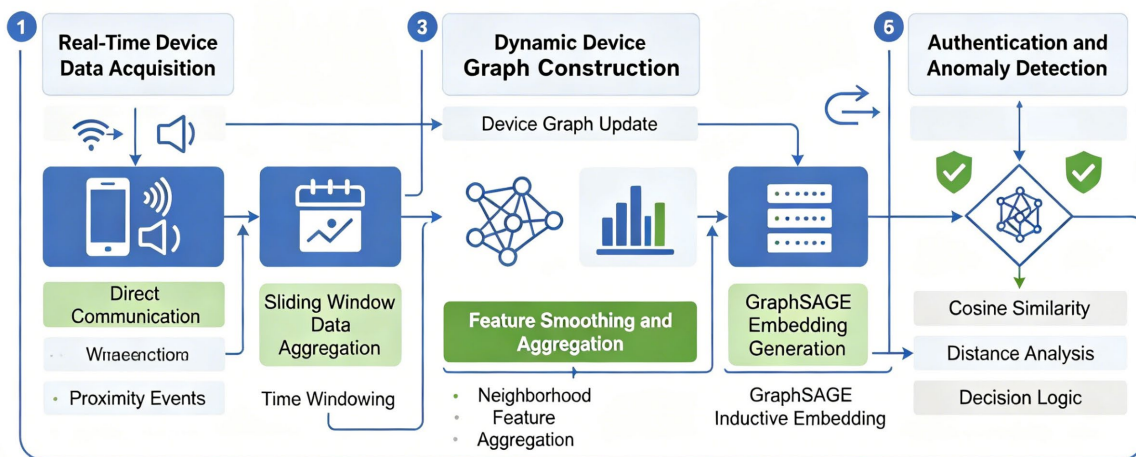 1
Real-Time Device
Data Acquisition
3
Dynamic Device
Graph Construction
6
Authentication and
Anomaly Detection
Device Graph Update
Direct
Communication
Proximity Events
Sliding Window
Data
Aggregation
Time Windowing
Feature Smoothing and
Aggregation
• Neighborhood
• Feature
• Aggregation
GraphSAGE
Embedding
Generation
GraphSAGE
Inductive Embedding
Cosine Similarity
Distance Analysis
Decision Logic